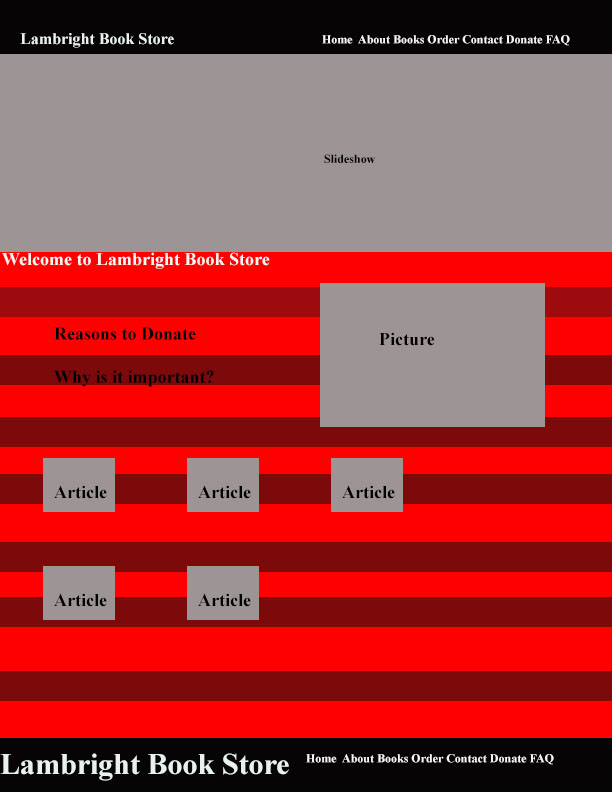 Lambright Book Store
Home About Books Order Contact Donate FAQ
Slideshow
Welcome to Lambright Book Store
Reasons to Donate
Why is it important?
Picture
Article
Article
Article
Article
Article
Lambright Book Store
Home About Books Order Contact Donate FAQ